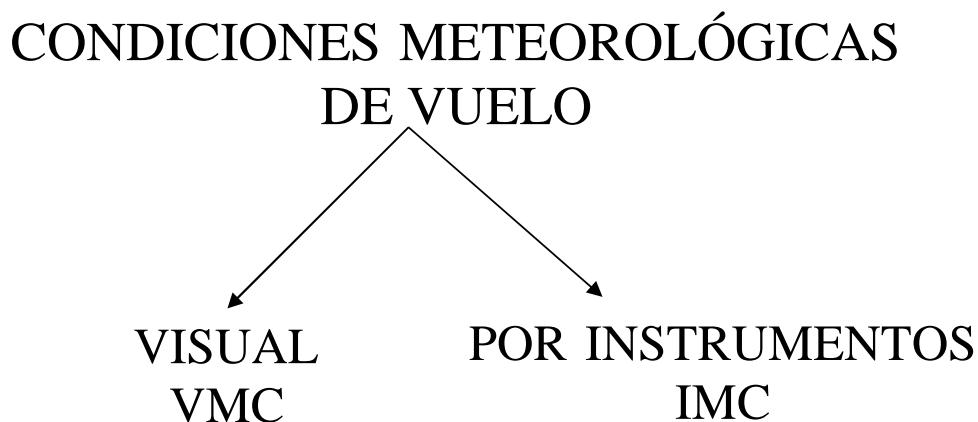 CONDICIONES METEOROLÓGICAS
DE VUELO
VISUAL
VMC
POR INSTRUMENTOS
IMC